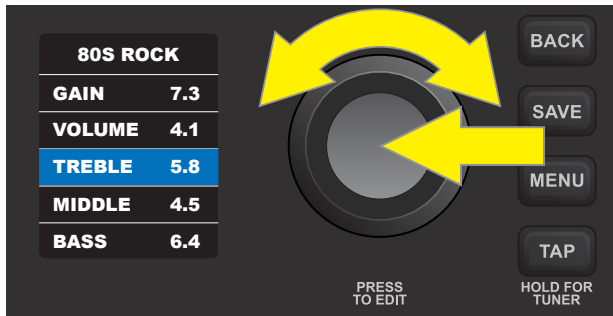 80S ROCK
GAIN 7.3
VOLUME 4.1
TREBLE 5.8
MIDDLE 4.5
BASS 6.4
PRESS
TO EDIT
BACK
SAVE
MENU
TAP
HOLD FOR
TUNER